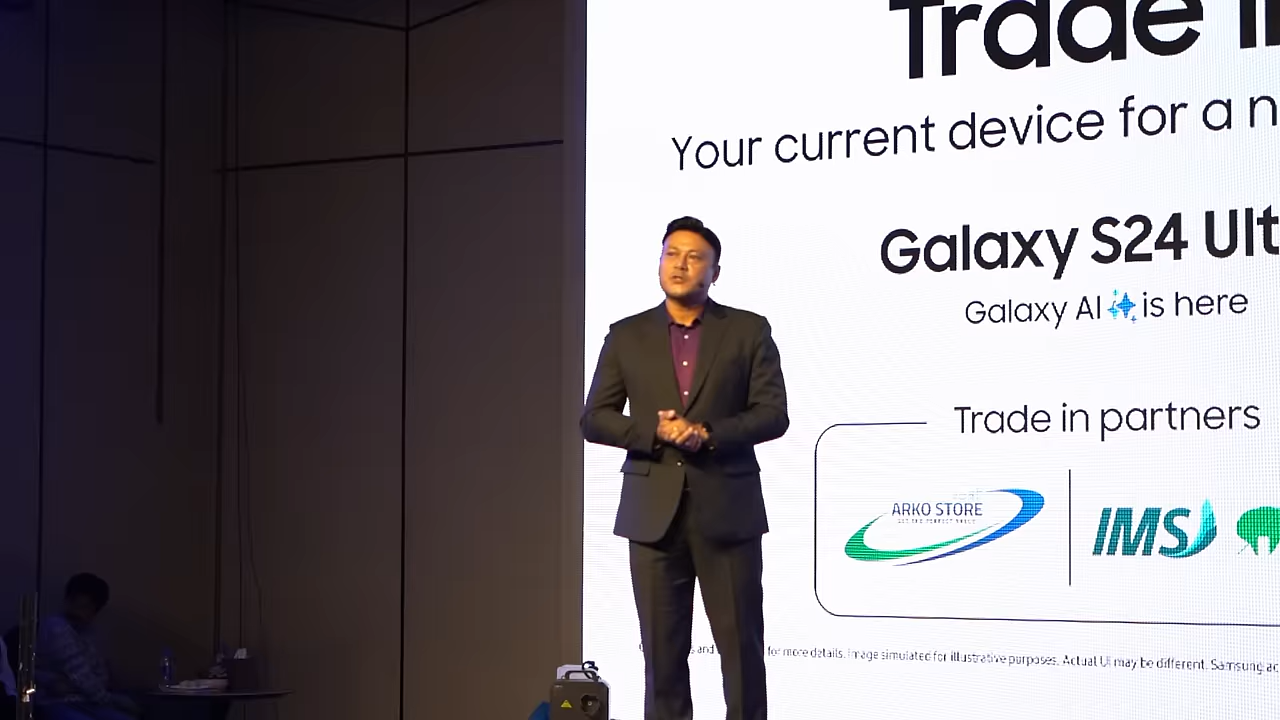 Trade
Your current device for a
Galaxy S24 Ult
Galaxy AI is here
Trade in partners
ARKO STORE
IMS
for more details. Image simulated for illustrative purposes. Actual UI may be different. Samsung